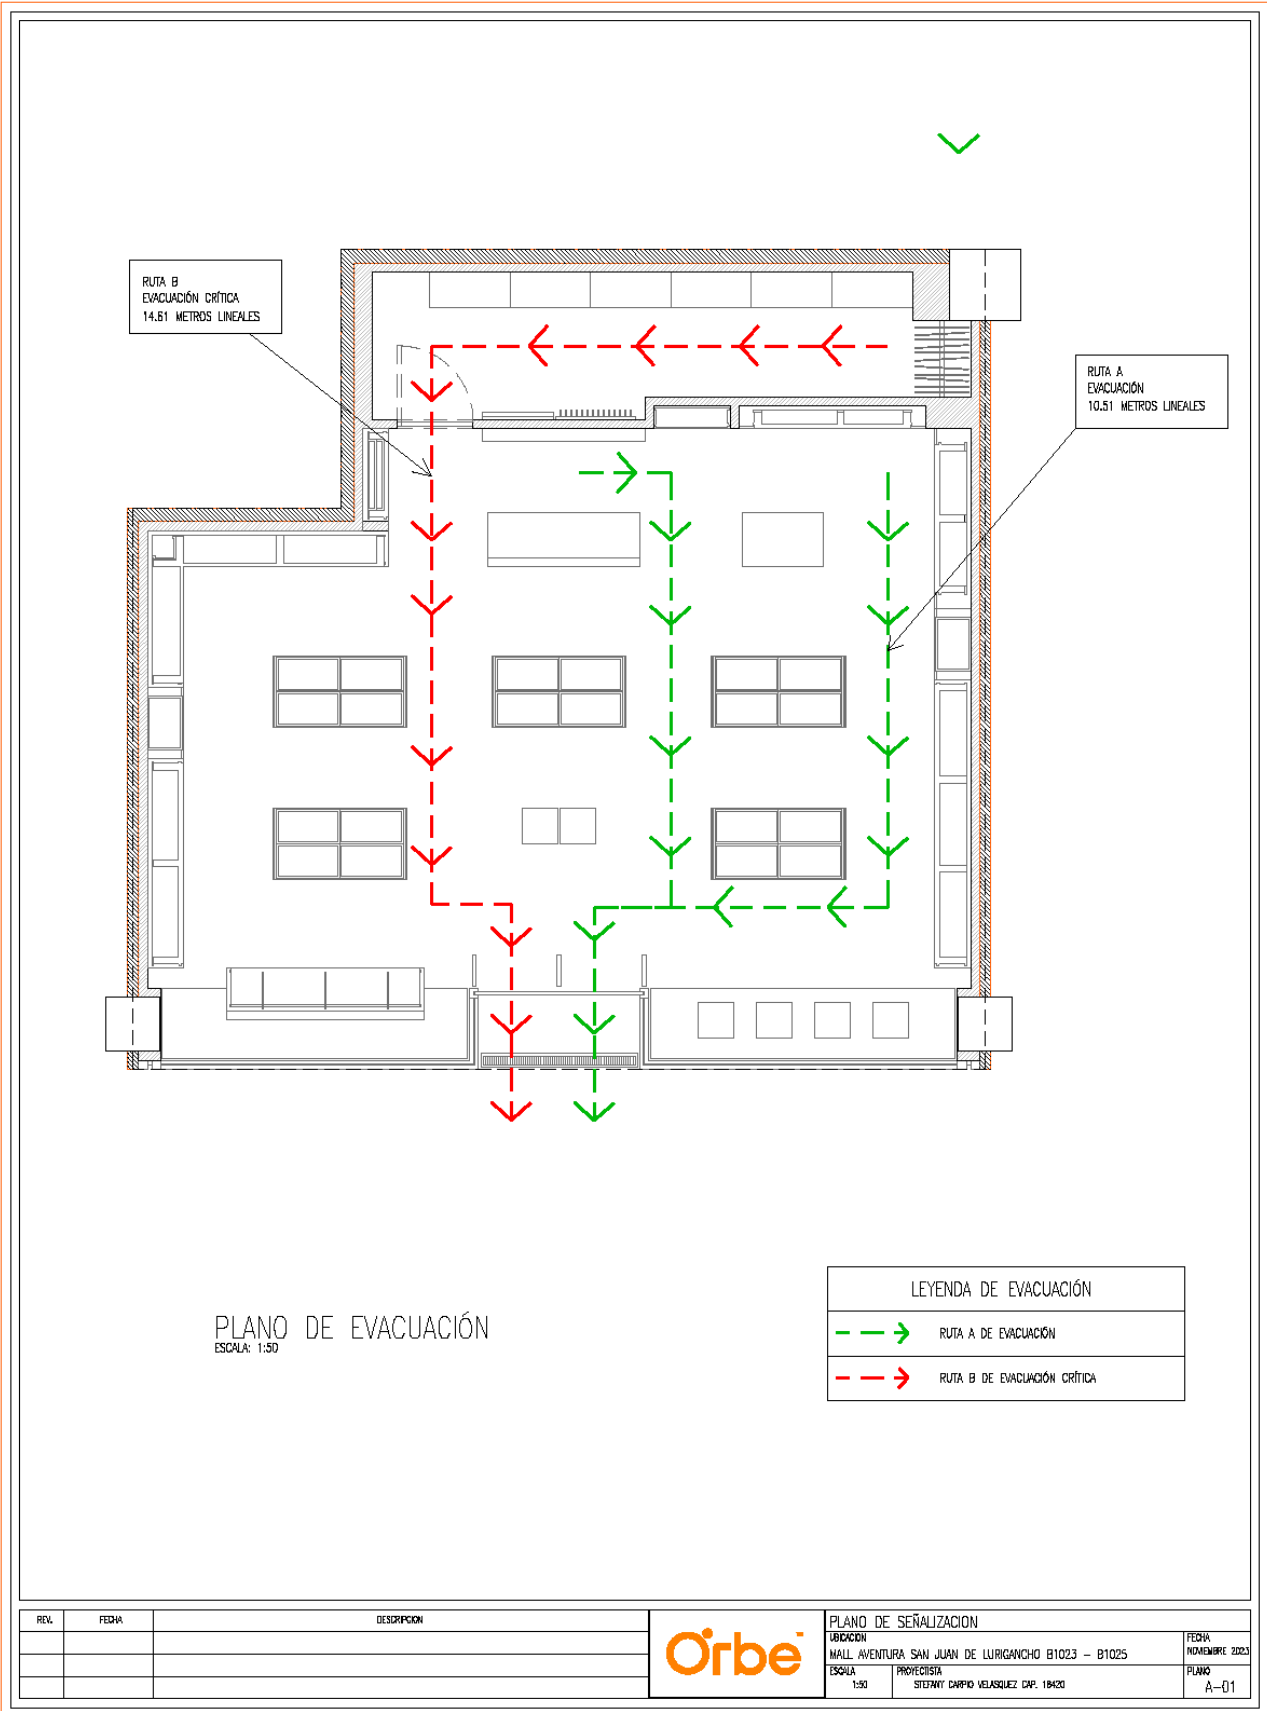 RUTA B
EVACUACIÓN CRÍTICA
14.61 METROS LINEALES
RUTA A
EVACUACIÓN
10.51 METROS LINEALES
PLANO DE EVACUACIÓN
ESCALA: 1:50
LEYENDA DE EVACUACIÓN
RUTA A DE EVACUACIÓN
RUTA B DE EVACUACIÓN CRÍTICA
REV.
FECHA
DESCRIPCION
Orbe
PLANO DE SEÑALIZACION
UBICACION
MALL AVENTURA SAN JUAN DE LURIGANCHO B1023 - B1025
FECHA
NOVIEMBRE 2023
ESCALA
1:50
PROYECTISTA
STEFANY CARPIO VELASQUEZ CAP. 18420
PLANO
A-01